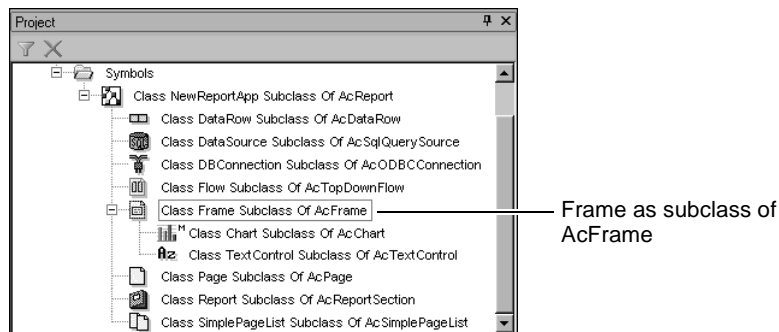 Project
Symbols
Class NewReportApp Subclass Of AcReport
Class DataRow Subclass Of AcDataRow
Class DataSource Subclass Of AcSqlQuerySource
Class DBConnection Subclass Of AcODBCConnection
Class Flow Subclass Of AcTopDownFlow
Class Frame Subclass Of AcFrame
Frame as subclass of
AcFrame
M Class Chart Subclass Of AcChart
Az Class TextControl Subclass Of AcTextControl
Class Page Subclass Of AcPage
Class Report Subclass Of AcReportSection
Class SimplePageList Subclass Of AcSimplePageList